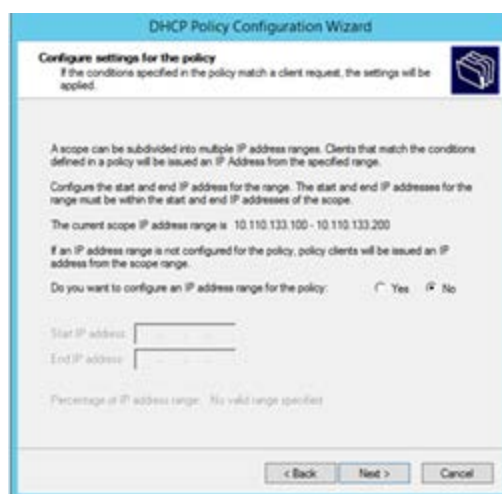 DHCP Policy Configuration Wizard
Configure settings for the policy
If the conditions specified in the policy match a client request, the settings will be
applied.
A scope can be subdivided into multiple IP address ranges. Clients that match the conditions
defined in a policy will be issued an IP Address from the specified range.
Configure the start and end IP address for the range. The start and end IP addresses for the
range must be within the start and end IP addresses of the scope.
The current scope IP address range is 10.110.133.100 - 10.110.133.200
If an IP address range is not configured for the policy, policy clients will be issued an IP
address from the scope range.
Do you want to configure an IP address range for the policy: Yes No
Start IP address:
End IP address:
Percentage of IP address range: No valid range specified
< Back Next > Cancel